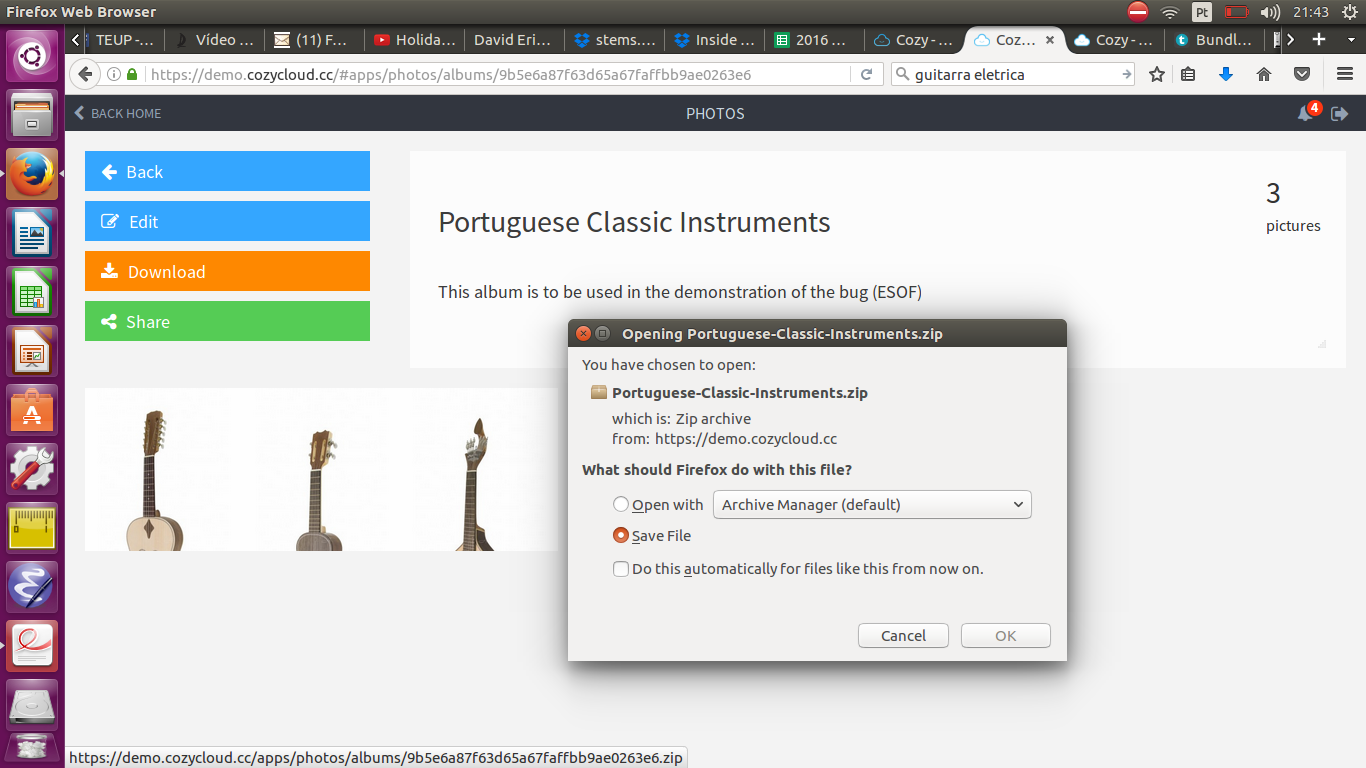 Firefox Web Browser
Pt
21:43
TEUP -...
Vídeo ...
(11) F...
Holida...
David Eri...
stems....
Inside ...
2016 ...
Cozy - ...
Coz...
Cozy - ...
Bundl...
https://demo.cozycloud.cc/#apps/photos/albums/9b5e6a87f63d65a67faffbb9ae0263e6
guitarra eletrica
BACK HOME
PHOTOS
4
Back
Edit
Download
Share
3
pictures
Portuguese Classic Instruments
This album is to be used in the demonstration of the bug (ESOF)
Opening Portuguese-Classic-Instruments.zip
You have chosen to open:
Portuguese-Classic-Instruments.zip
which is: Zip archive
from: https://demo.cozycloud.cc
What should Firefox do with this file?
Open with
Archive Manager (default)
Save File
Do this automatically for files like this from now on.
Cancel
OK
https://demo.cozycloud.cc/apps/photos/albums/9b5e6a87f63d65a67faffbb9ae0263e6.zip